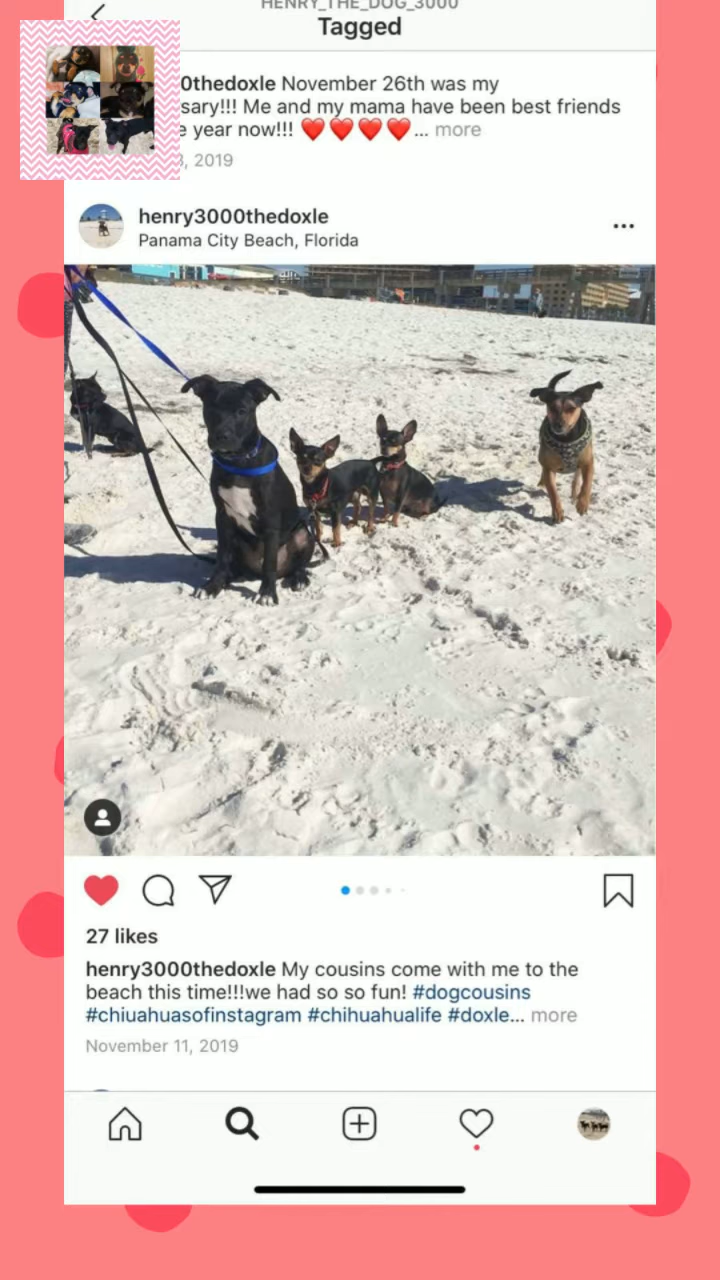 HENRY_THE_DOG_3000
Tagged
0thedoxle November 26th was my
sary!!! Me and my mama have been best friends
e year now!!! ❤️❤️❤️❤️... more
, 2019
henry3000thedoxle
Panama City Beach, Florida
27 likes
henry3000thedoxle My cousins come with me to the
beach this time!!!we had so so fun! #dogcousins
#chiuahuasofinstagram #chihuahualife #doxle... more
November 11, 2019